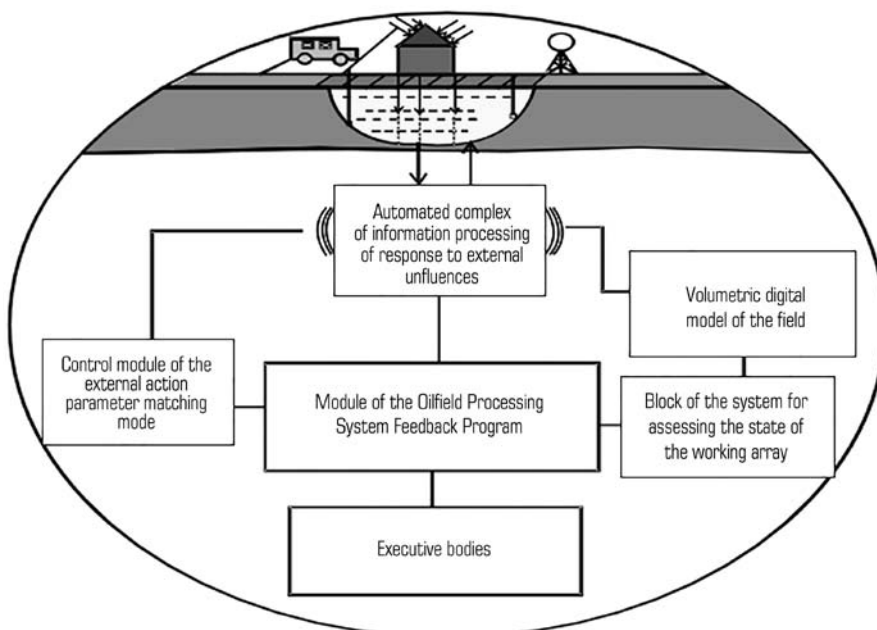 Automated complex
of information processing
of response to external
unfluences
Volumetric digital
model of the field
Control module of the
external action
parameter matching
mode
Module of the Oilfield Processing
System Feedback Program
Block of the system for
assessing the state of
the working array
Executive bodies